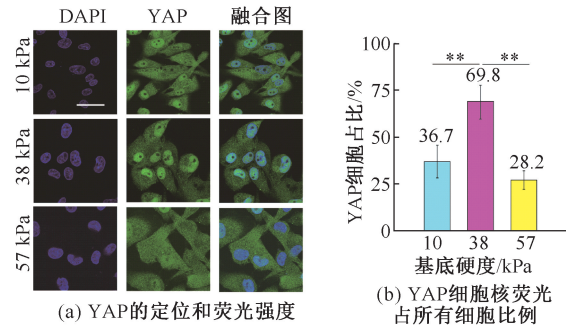 DAPI YAP 融合图
10 kPa
38 kPa
57 kPa
(a) YAP的定位和荧光强度
YAP细胞占比/%
100
75
50
25
0
36.7
**
69.8
**
28.2
10 38 57
基底硬度/kPa
(b) YAP细胞核荧光
占所有细胞比例